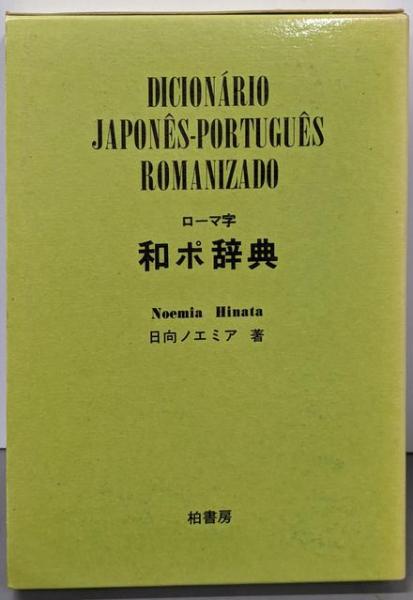 DICIONÁRIO
JAPONÊS-PORTUGUÊS
ROMANIZADO
ローマ字
和ポ辞典
Noemia Hinata
日向ノエミア 著
柏書房